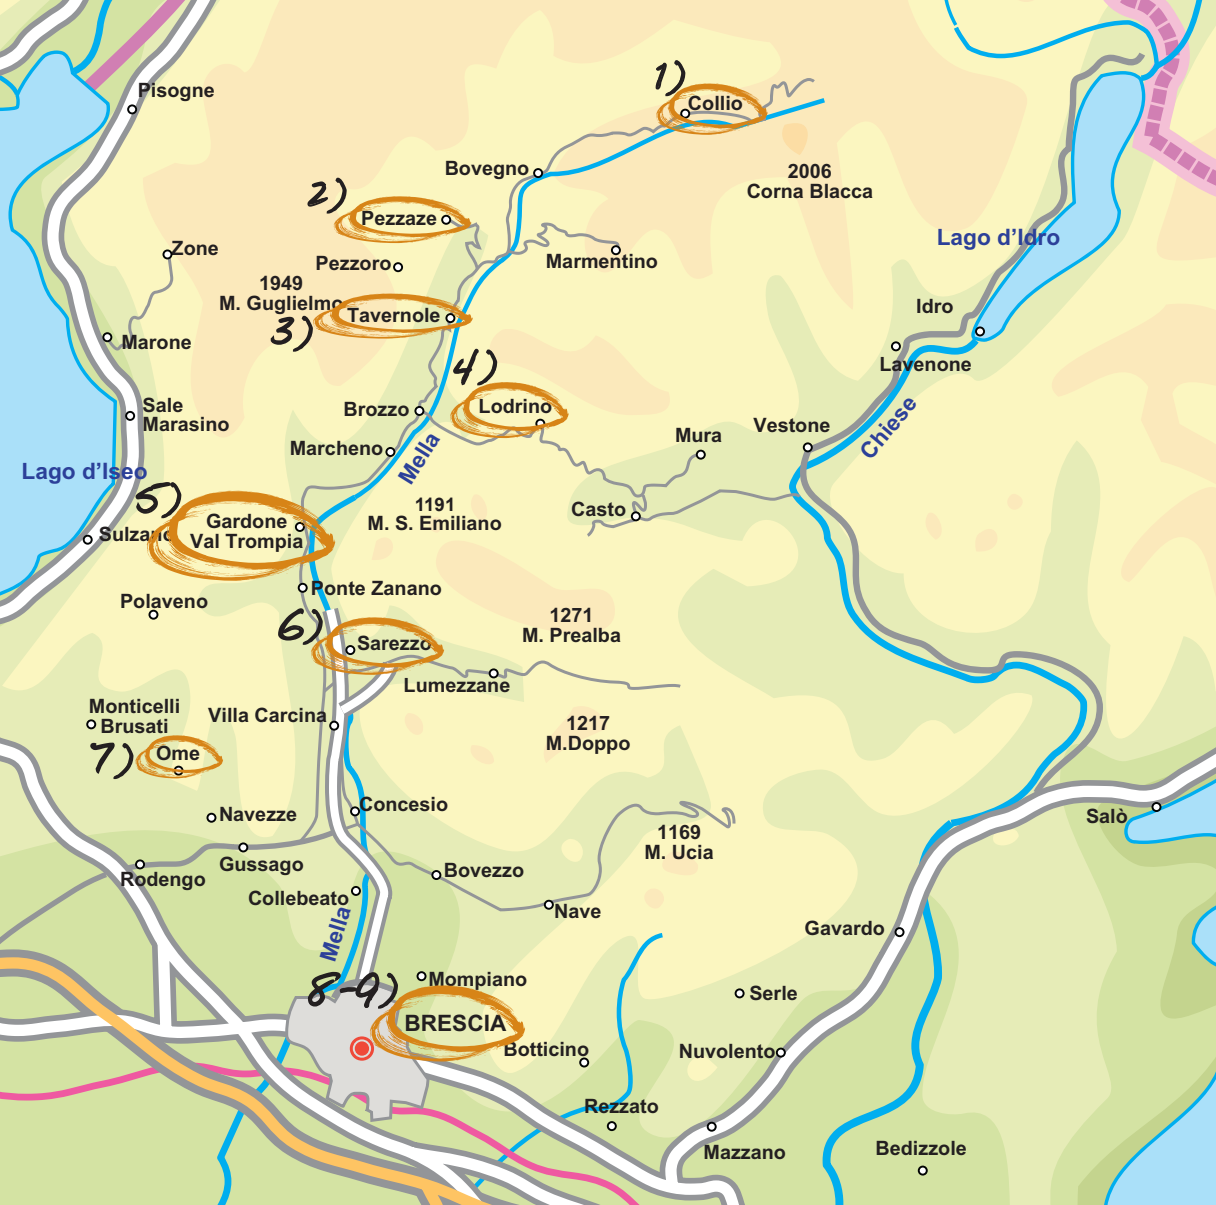 Pisogne
1)
Collio
Bovegno
2006
Corna Blacca
2)
Pezzaze
Zone
Pezzoro
Marmentino
Lago d'Idro
1949
M. Guglielmo
3)
Tavernole
Idro
Marone
Lavenone
4)
Sale
Marasino
Brozzo
Lodrino
Vestone
Chiese
Mura
Marcheno
Mella
Lago d'Iseo
5)
1191
M. S. Emiliano
Casto
Gardone
Val Trompia
Sulzano
Polaveno
Ponte Zanano
6)
Sarezzo
1271
M. Prealba
Lumezzane
Monticelli
Brusati
Villa Carcina
1217
M.Doppo
7)
Ome
Navezze
Concesio
Salò
1169
M. Ucia
Gussago
Rodengo
Bovezzo
Collebeato
Nave
Mella
Gavardo
8-9)
Mompiano
Serle
BRESCIA
Botticino
Nuvolento
Rezzato
Mazzano
Bedizzole